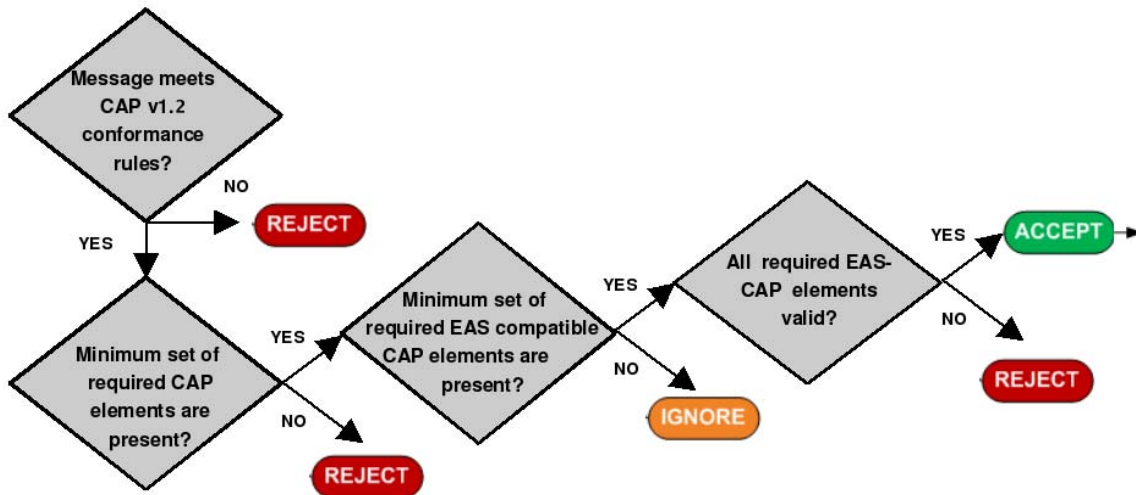 Message meets
CAP v1.2
conformance
rules?
NO
REJECT
YES
Minimum set of
required CAP
elements are
present?
YES
NO
REJECT
Minimum set of
required EAS compatible
CAP elements are
present?
YES
NO
IGNORE
All required EAS-
CAP elements
valid?
YES
ACCEPT
NO
REJECT